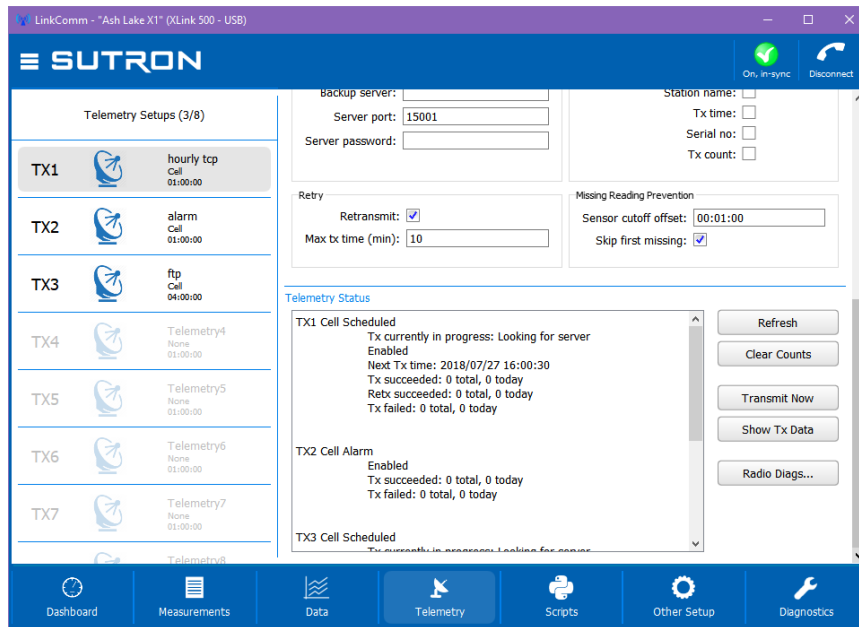 LinkComm - "Ash Lake X1" (XLink 500 - USB)
SUTRON
On, in-sync
Disconnect
Telemetry Setups (3/8)
TX1
hourly tcp
Cell
01:00:00
TX2
alarm
Cell
01:00:00
TX3
ftp
Cell
04:00:00
TX4
Telemetry4
None
01:00:00
TX5
Telemetry5
None
01:00:00
TX6
Telemetry6
None
01:00:00
TX7
Telemetry7
None
01:00:00
Telemetry8
Backup server:
Server port: 15001
Server password:
Station name:
Tx time:
Serial no:
Tx count:
Retry
Retransmit:
Max tx time (min): 10
Missing Reading Prevention
Sensor cutoff offset: 00:01:00
Skip first missing:
Telemetry Status
TX1 Cell Scheduled
Tx currently in progress: Looking for server
Enabled
Next Tx time: 2018/07/27 16:00:30
Tx succeeded: 0 total, 0 today
Retx succeeded: 0 total, 0 today
Tx failed: 0 total, 0 today
TX2 Cell Alarm
Enabled
Tx succeeded: 0 total, 0 today
Tx failed: 0 total, 0 today
TX3 Cell Scheduled
Tx currently in progress: Looking for server
Refresh
Clear Counts
Transmit Now
Show Tx Data
Radio Diags...
Dashboard
Measurements
Data
Telemetry
Scripts
Other Setup
Diagnostics